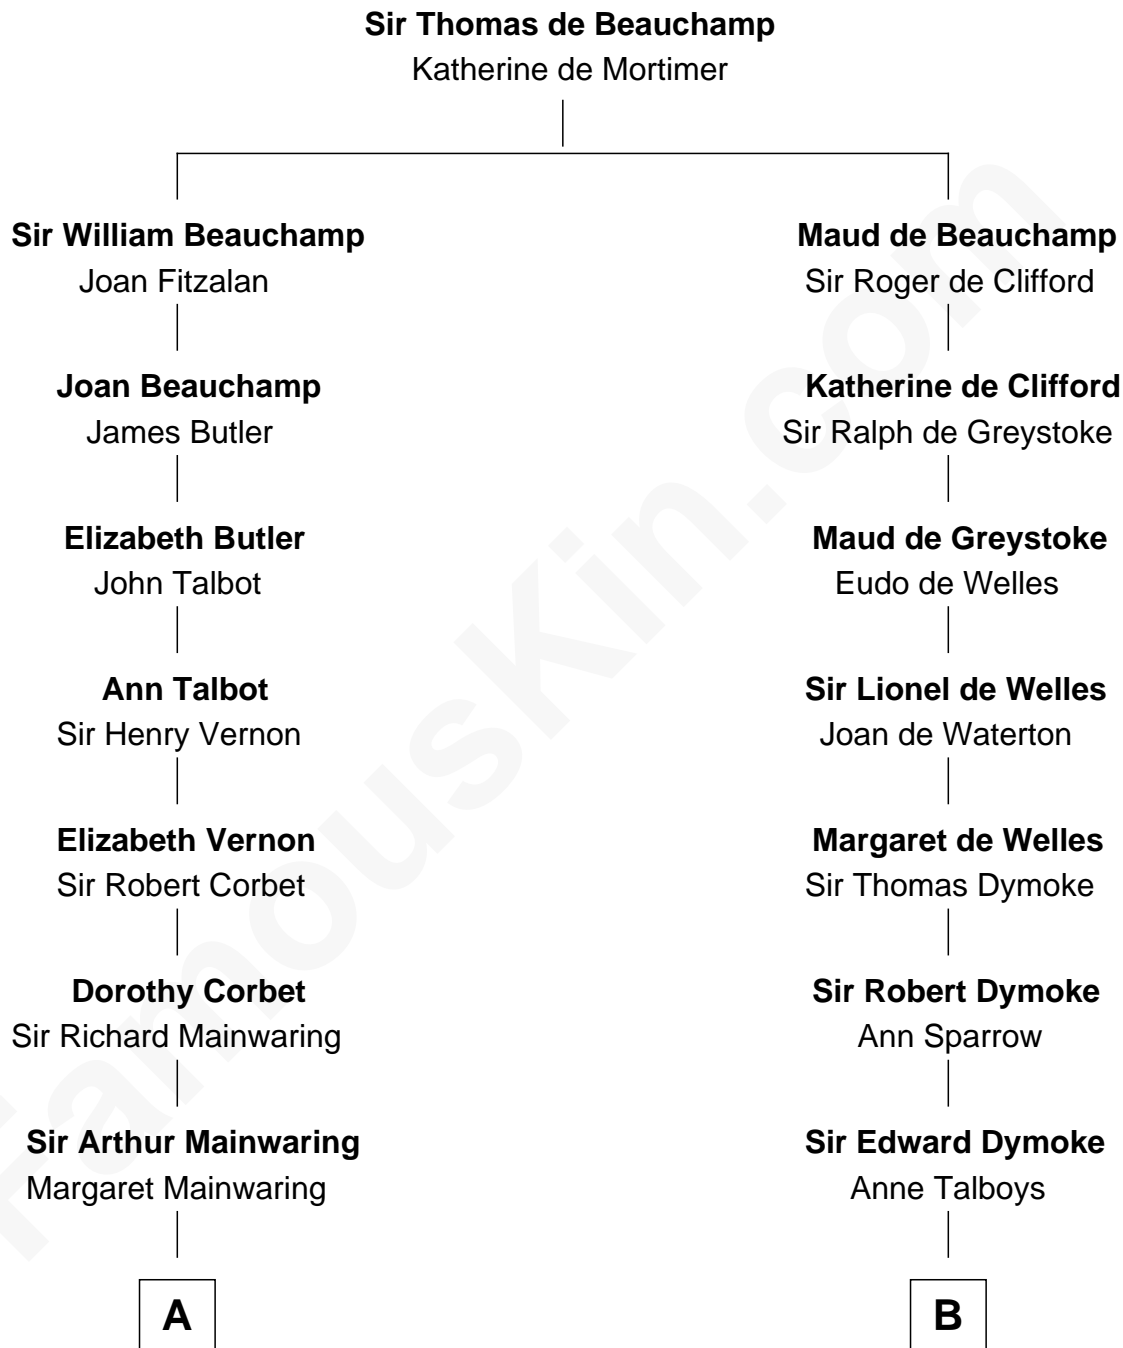 Sir Thomas de Beauchamp
Katherine de Mortimer
Sir William Beauchamp
Joan Fitzalan
Maud de Beauchamp
Sir Roger de Clifford
Joan Beauchamp
James Butler
Katherine de Clifford
Sir Ralph de Greystoke
Elizabeth Butler
John Talbot
Maud de Greystoke
Eudo de Welles
Ann Talbot
Sir Henry Vernon
Sir Lionel de Welles
Joan de Waterton
Elizabeth Vernon
Sir Robert Corbet
Margaret de Welles
Sir Thomas Dymoke
Dorothy Corbet
Sir Richard Mainwaring
Sir Robert Dymoke
Ann Sparrow
Sir Arthur Mainwaring
Margaret Mainwaring
Sir Edward Dymoke
Anne Talboys
A
B
FamousKin.com